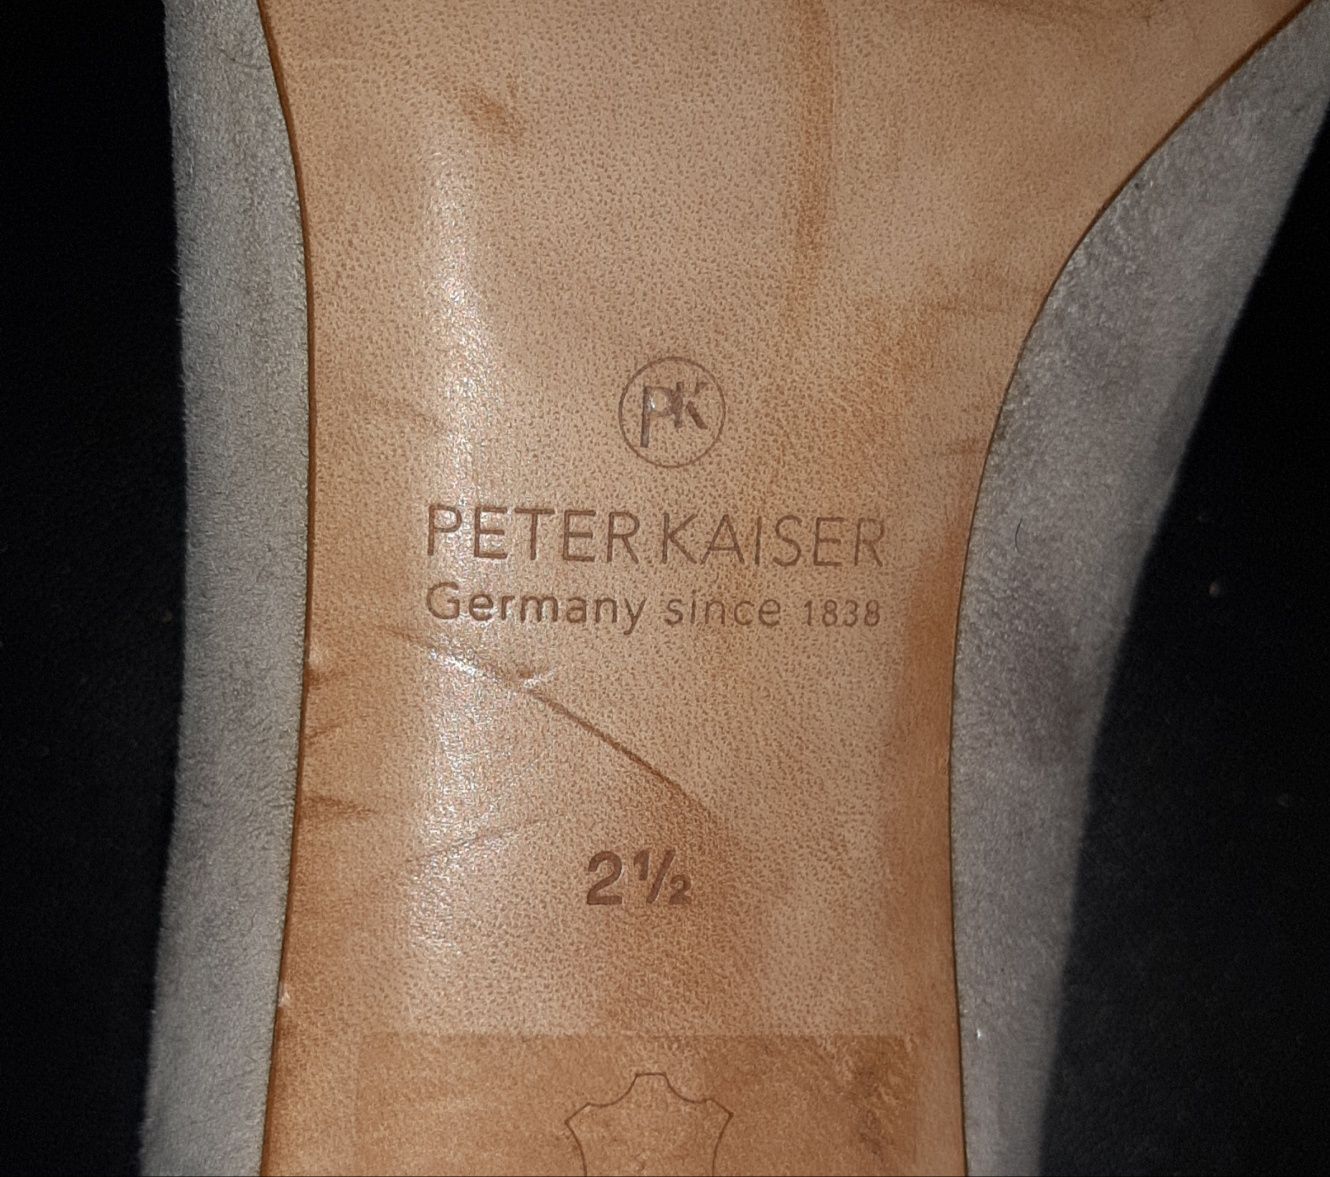 PK
PETER KAISER
Germany since 1838
2½